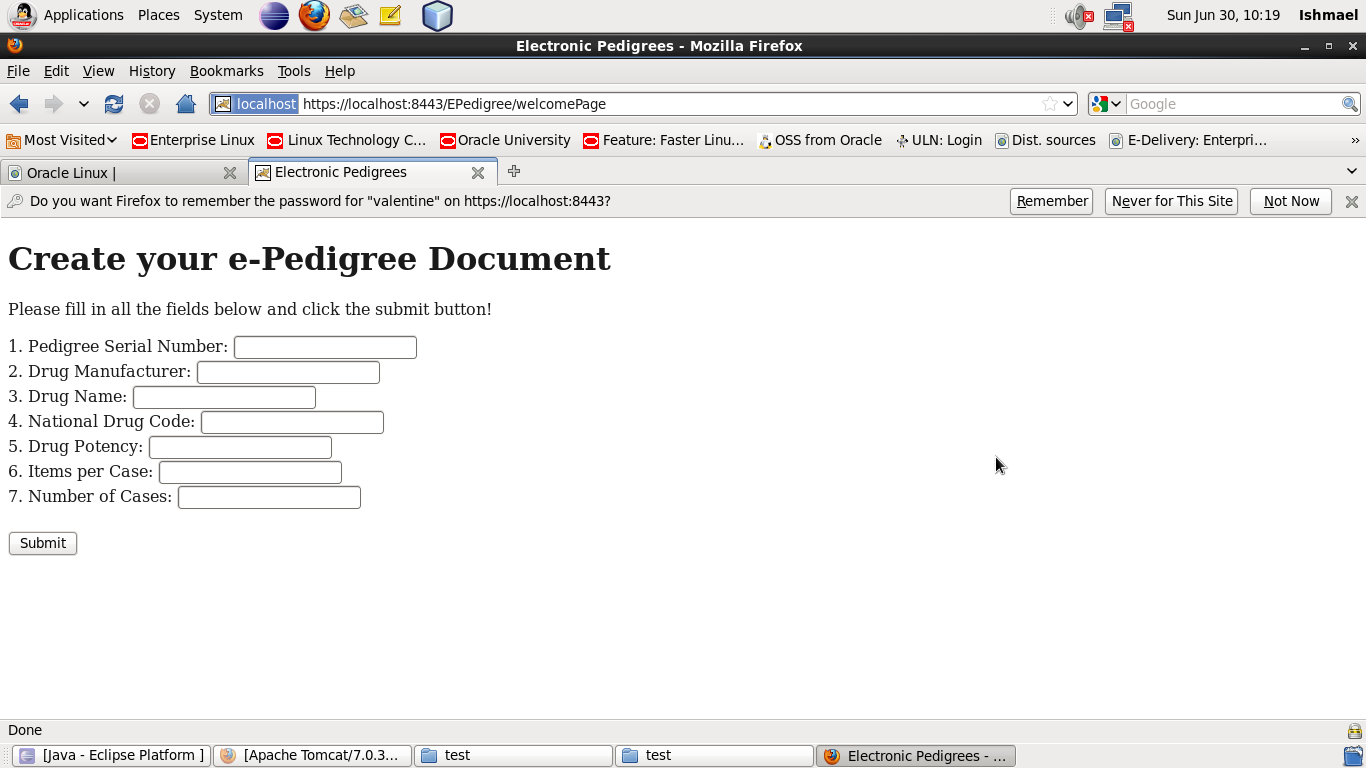 Applications Places System Sun Jun 30, 10:19 Ishmael
Electronic Pedigrees - Mozilla Firefox
File Edit View History Bookmarks Tools Help
localhost https://localhost:8443/EPedigree/welcomePage Google
Most Visited Enterprise Linux Linux Technology C... Oracle University Feature: Faster Linu... OSS from Oracle ULN: Login Dist. sources E-Delivery: Enterpri... »
Oracle Linux | Electronic Pedigrees
Do you want Firefox to remember the password for "valentine" on https://localhost:8443? Remember Never for This Site Not Now
Create your e-Pedigree Document
Please fill in all the fields below and click the submit button!
1. Pedigree Serial Number:
2. Drug Manufacturer:
3. Drug Name:
4. National Drug Code:
5. Drug Potency:
6. Items per Case:
7. Number of Cases:
Submit
Done
[Java - Eclipse Platform ] [Apache Tomcat/7.0.3... test test Electronic Pedigrees - ...